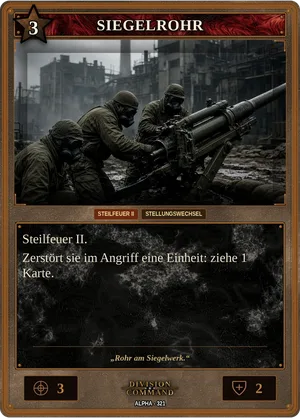 3
SIEGELROHR
STEILFEUER II
STELLUNGSWECHSEL
Steilfeuer II.
Zerstört sie im Angriff eine Einheit: ziehe 1
Karte.
„Rohr am Siegelwerk.“
3
DIVISION
COMMAND
2
ALPHA · 321